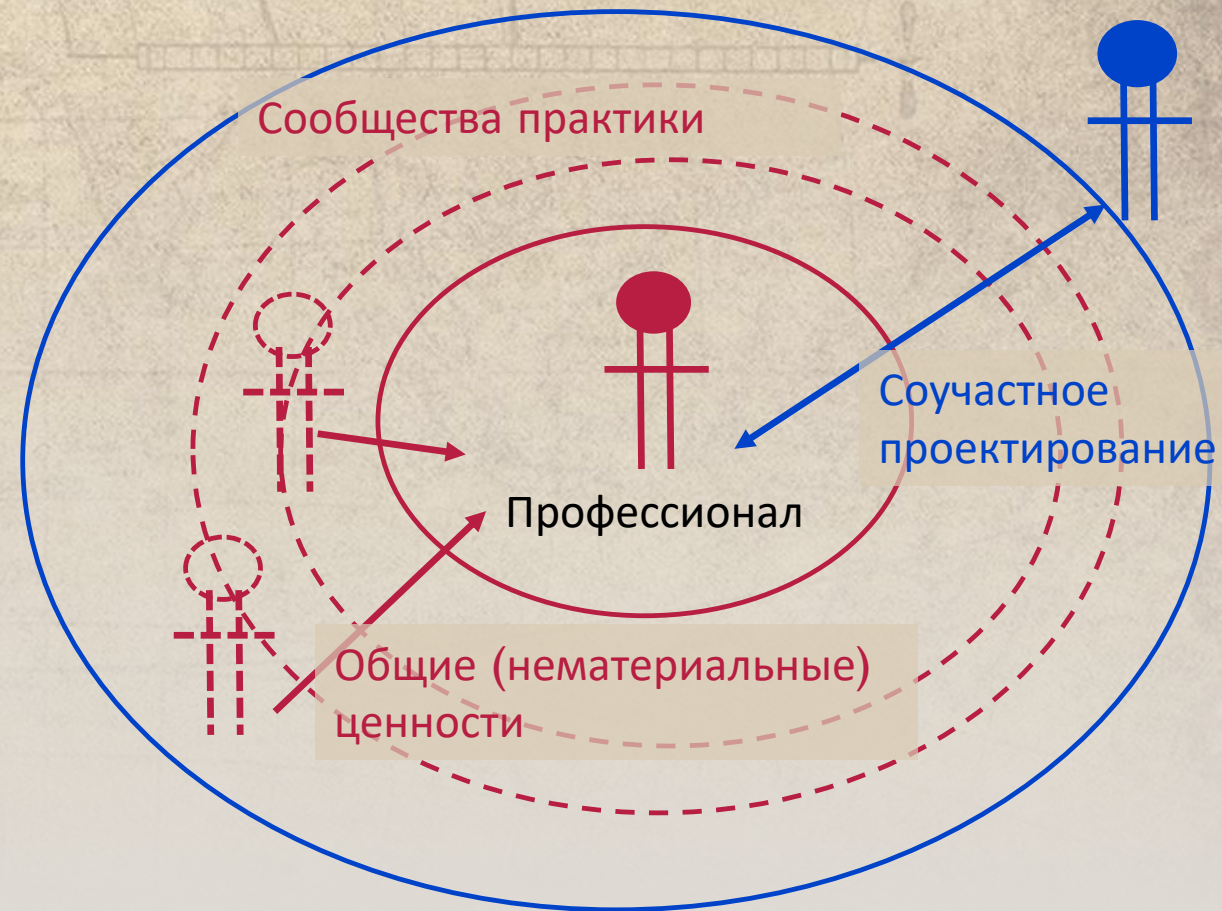 Сообщества практики
Соучастное
проектирование
Профессионал
Общие (нематериальные)
ценности